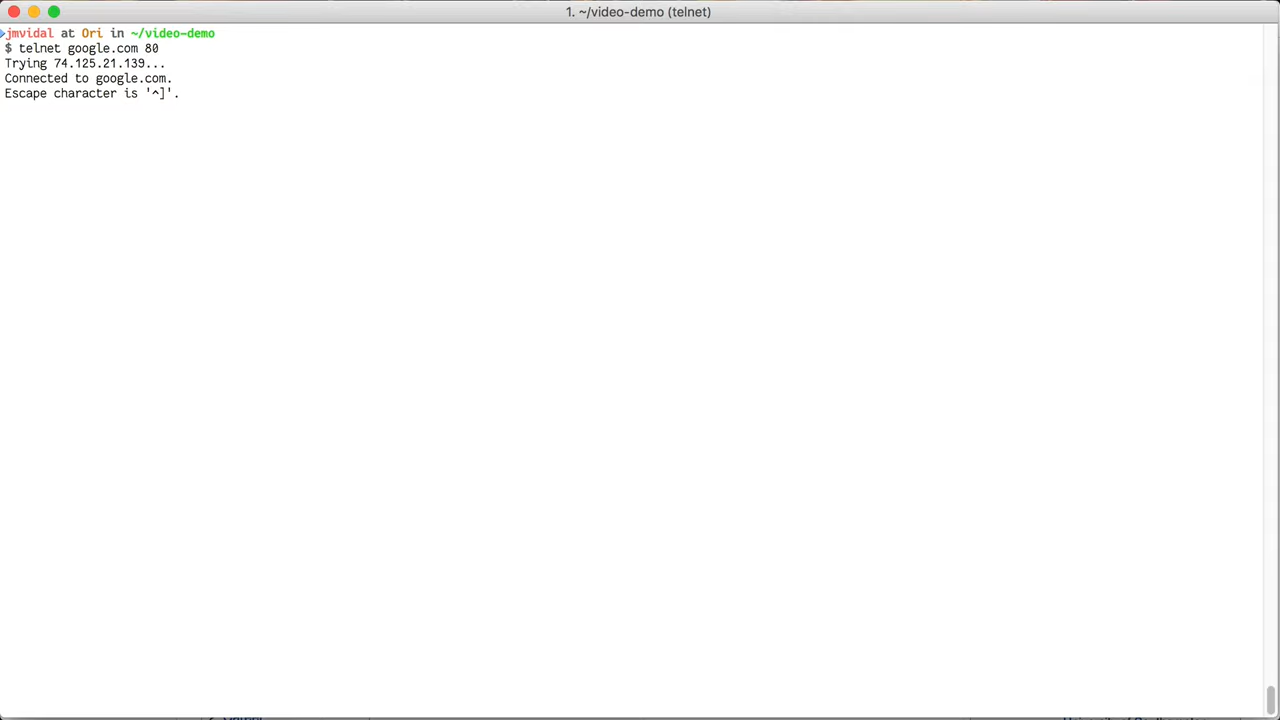 1. ~/video-demo (telnet)
jmvidal at Ori in ~/video-demo
$ telnet google.com 80
Trying 74.125.21.139...
Connected to google.com.
Escape character is '^]'.